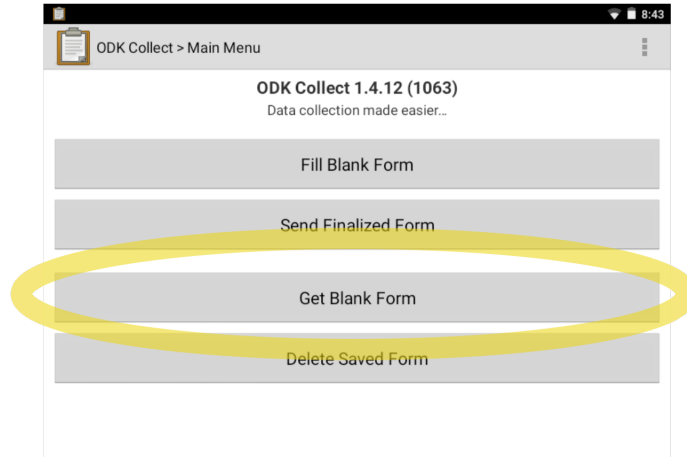 8:43
ODK Collect > Main Menu
ODK Collect 1.4.12 (1063)
Data collection made easier...
Fill Blank Form
Send Finalized Form
Get Blank Form
Delete Saved Form